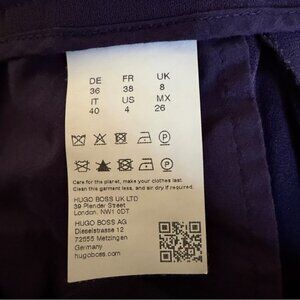 DE FR UK
36 38 8
IT US MX
40 4 26
Care for the planet, make your clothes last.
Clean this garment less, and air dry if required.
HUGO BOSS UK LTD
39 Plender Street
London, NW1 0DT
HUGO BOSS AG
Dieselstrasse 12
72555 Metzingen
Germany
hugoboss.com